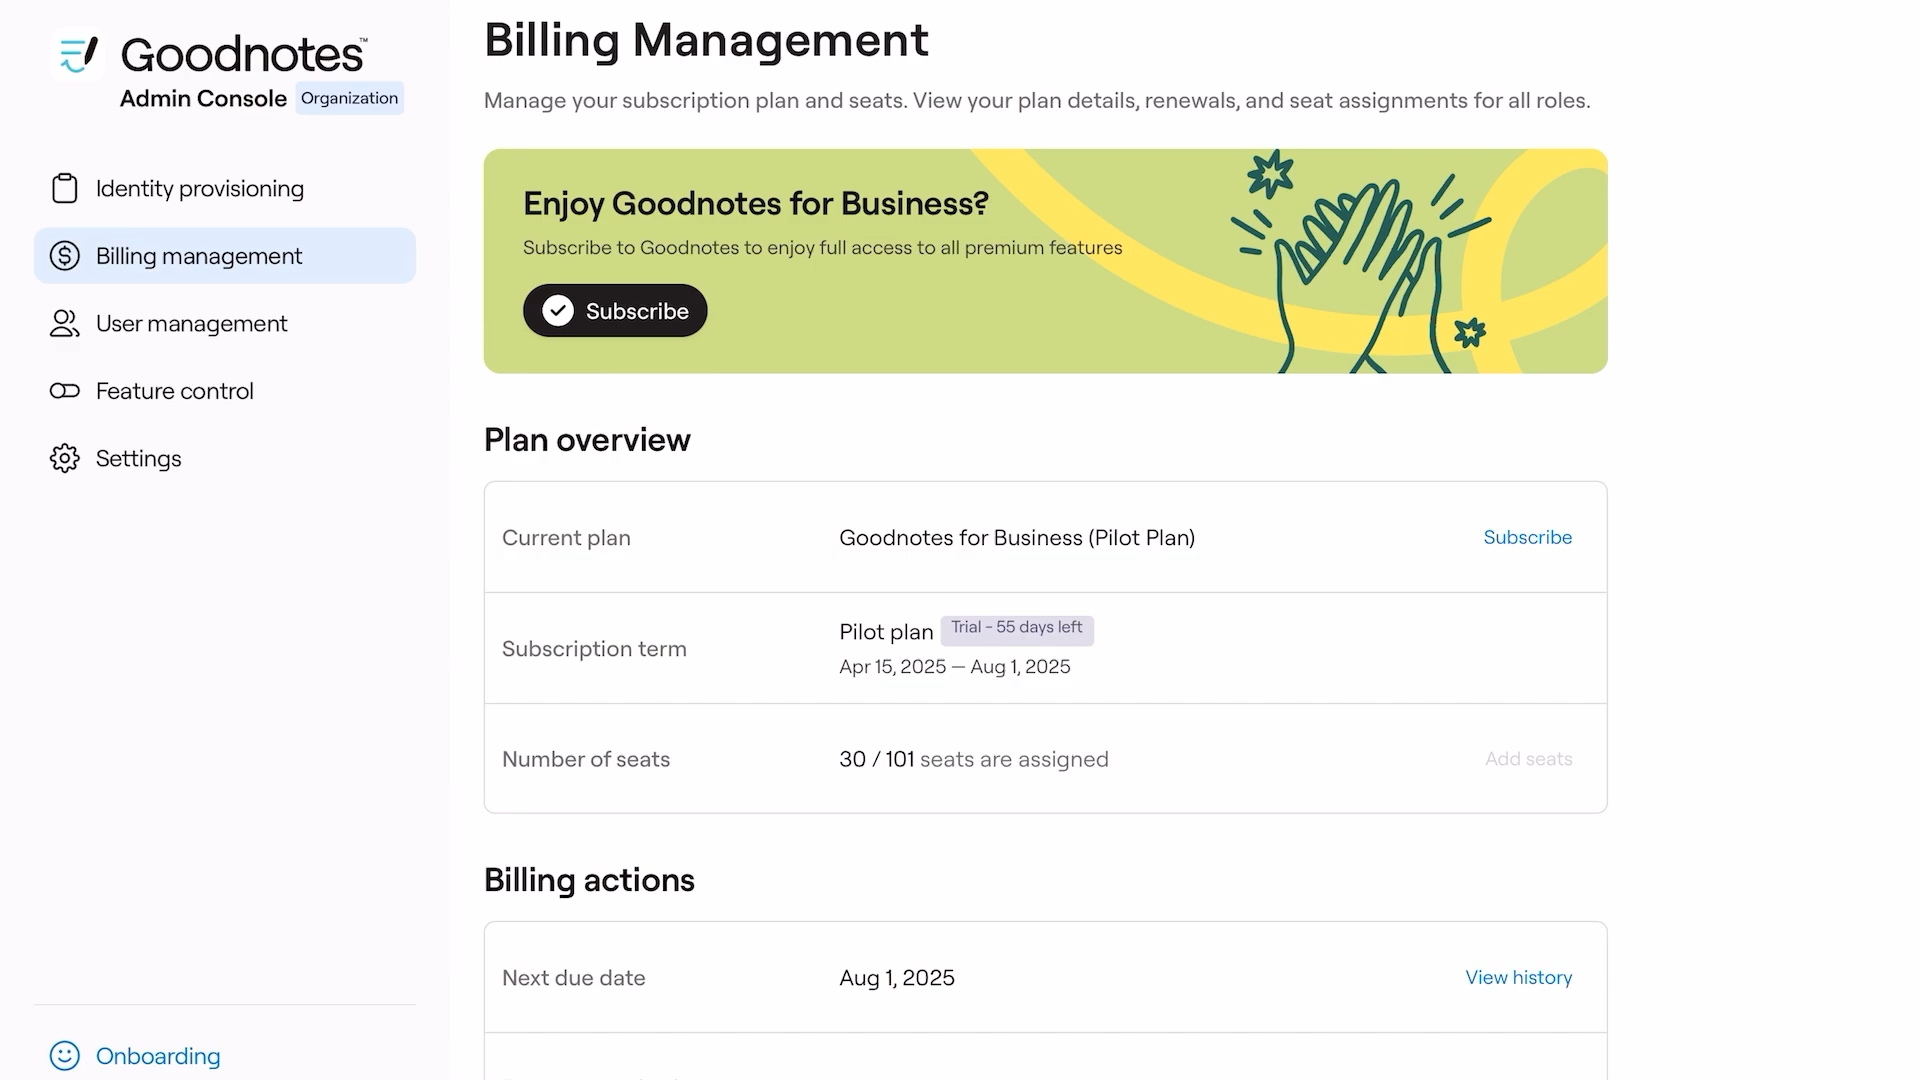 Goodnotes™
Admin Console Organization
Identity provisioning
Billing management
User management
Feature control
Settings
Onboarding
Billing Management
Manage your subscription plan and seats. View your plan details, renewals, and seat assignments for all roles.
Enjoy Goodnotes for Business?
Subscribe to Goodnotes to enjoy full access to all premium features
Subscribe
Plan overview
Current plan Goodnotes for Business (Pilot Plan) Subscribe
Subscription term Pilot plan Trial - 55 days left
Apr 15, 2025 — Aug 1, 2025
Number of seats 30 / 101 seats are assigned Add seats
Billing actions
Next due date Aug 1, 2025 View history